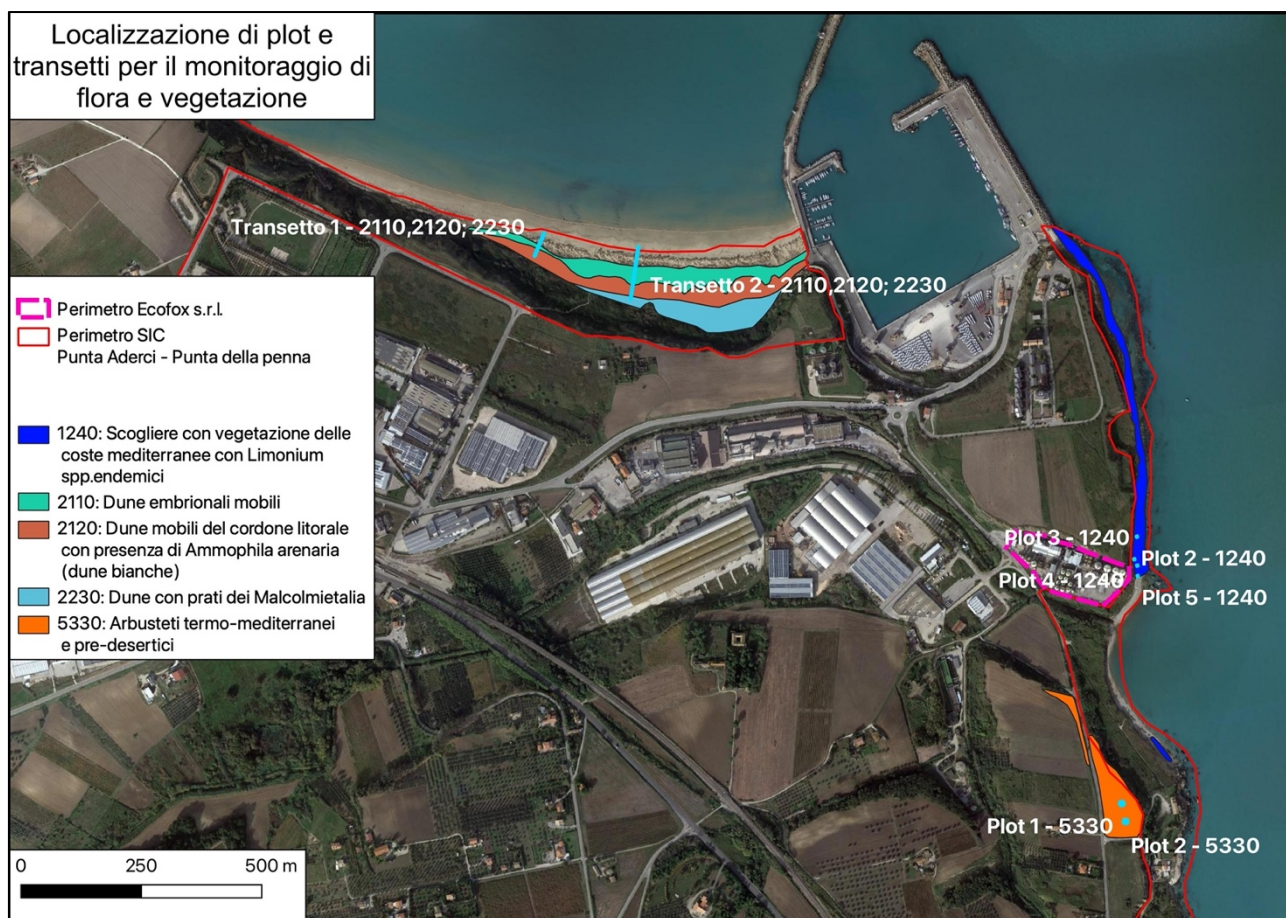 Localizzazione di plot e
transetti per il monitoraggio di
flora e vegetazione
Transetto 1 - 2110,2120; 2230
Transetto 2 - 2110,2120; 2230
Perimetro Ecofox s.r.l.
Perimetro SIC
Punta Aderci - Punta della penna
1240: Scogliere con vegetazione delle
coste mediterranee con Limonium
spp.endemici
2110: Dune embrionali mobili
2120: Dune mobili del cordone litorale
con presenza di Ammophila arenaria
(dune bianche)
2230: Dune con prati dei Malcolmietalia
5330: Arbusteti termo-mediterranei
e pre-desertici
Plot 3 - 1240
Plot 2 - 1240
Plot 4 - 1240
Plot 5 - 1240
Plot 1 - 5330
Plot 2 - 5330
0 250 500 m